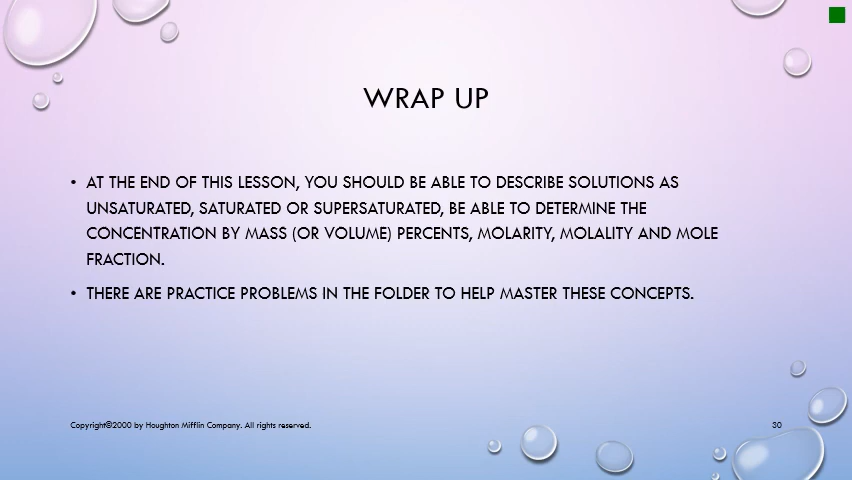 WRAP UP
• AT THE END OF THIS LESSON, YOU SHOULD BE ABLE TO DESCRIBE SOLUTIONS AS
UNSATURATED, SATURATED OR SUPERSATURATED, BE ABLE TO DETERMINE THE
CONCENTRATION BY MASS (OR VOLUME) PERCENTS, MOLARITY, MOLALITY AND MOLE
FRACTION.
• THERE ARE PRACTICE PROBLEMS IN THE FOLDER TO HELP MASTER THESE CONCEPTS.
Copyright©2000 by Houghton Mifflin Company. All rights reserved.
30